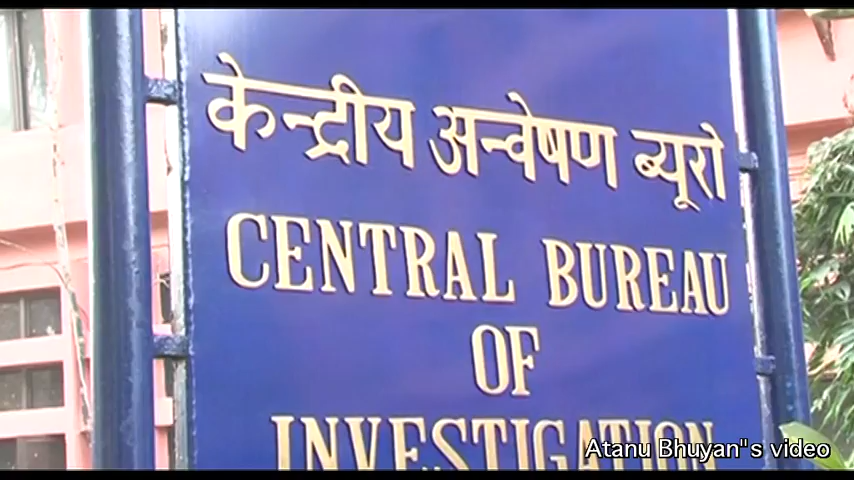 केन्द्रीय अन्वेषण ब्यूरो
CENTRAL BUREAU
OF
INVESTIGATION
Atanu Bhuyan"s video